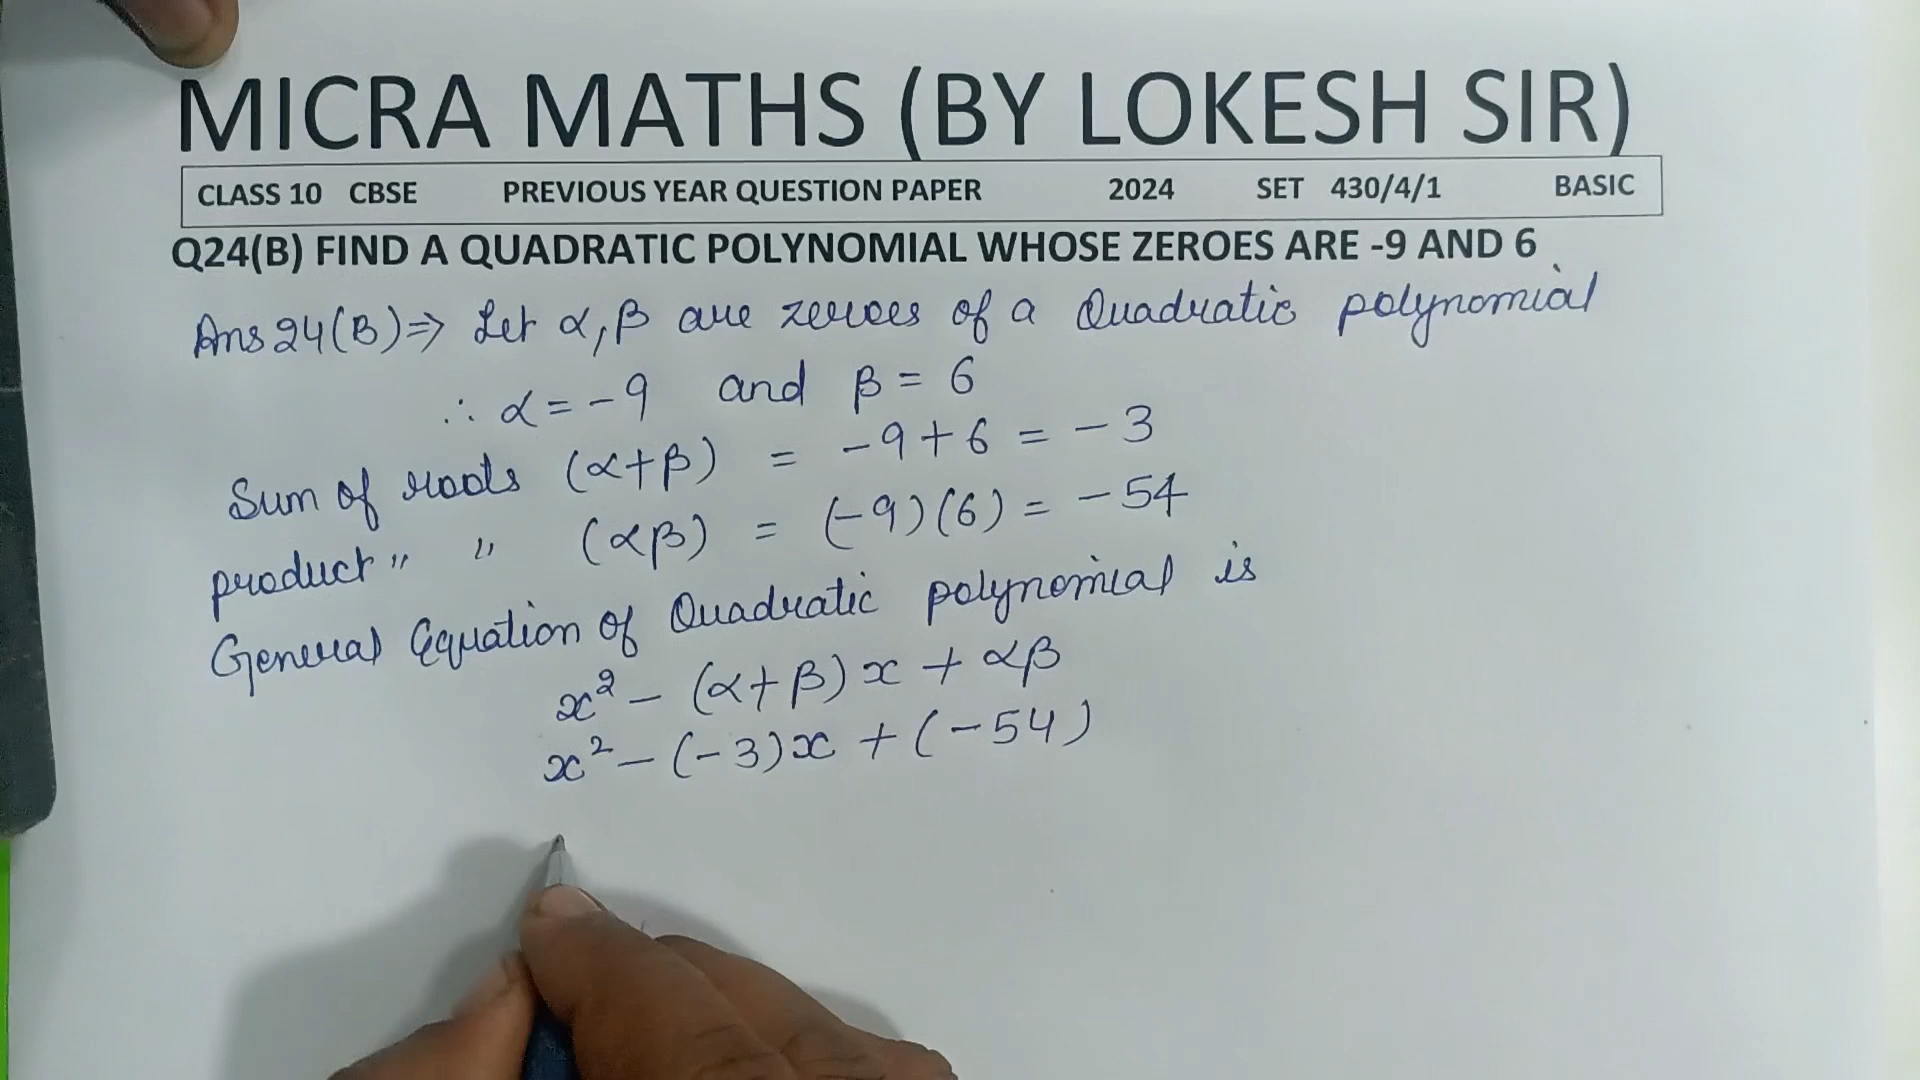 MICRA MATHS (BY LOKESH SIR)
CLASS 10 CBSE PREVIOUS YEAR QUESTION PAPER 2024 SET 430/4/1 BASIC
Q24(B) FIND A QUADRATIC POLYNOMIAL WHOSE ZEROES ARE -9 AND 6
Ans 24(B)⇒ Let α, β are zeroes of a Quadratic polynomial
∴ α = -9 and β = 6
Sum of roots (α+β) = -9+6 = -3
product " " (αβ) = (-9)(6) = -54
General Equation of Quadratic polynomial is
x² - (α+β)x + αβ
x² - (-3)x + (-54)